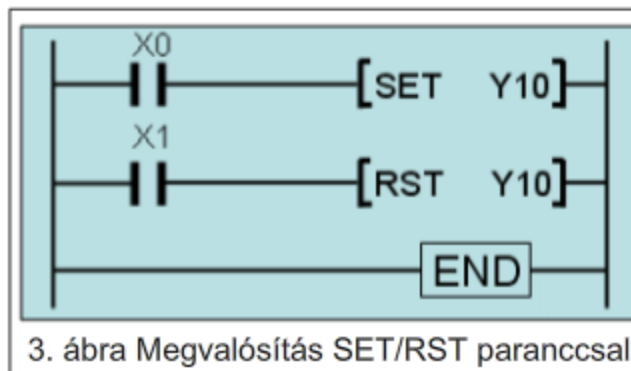 X0
SET Y10
X1
RST Y10
END
3. ábra Megvalósítás SET/RST paranccsal